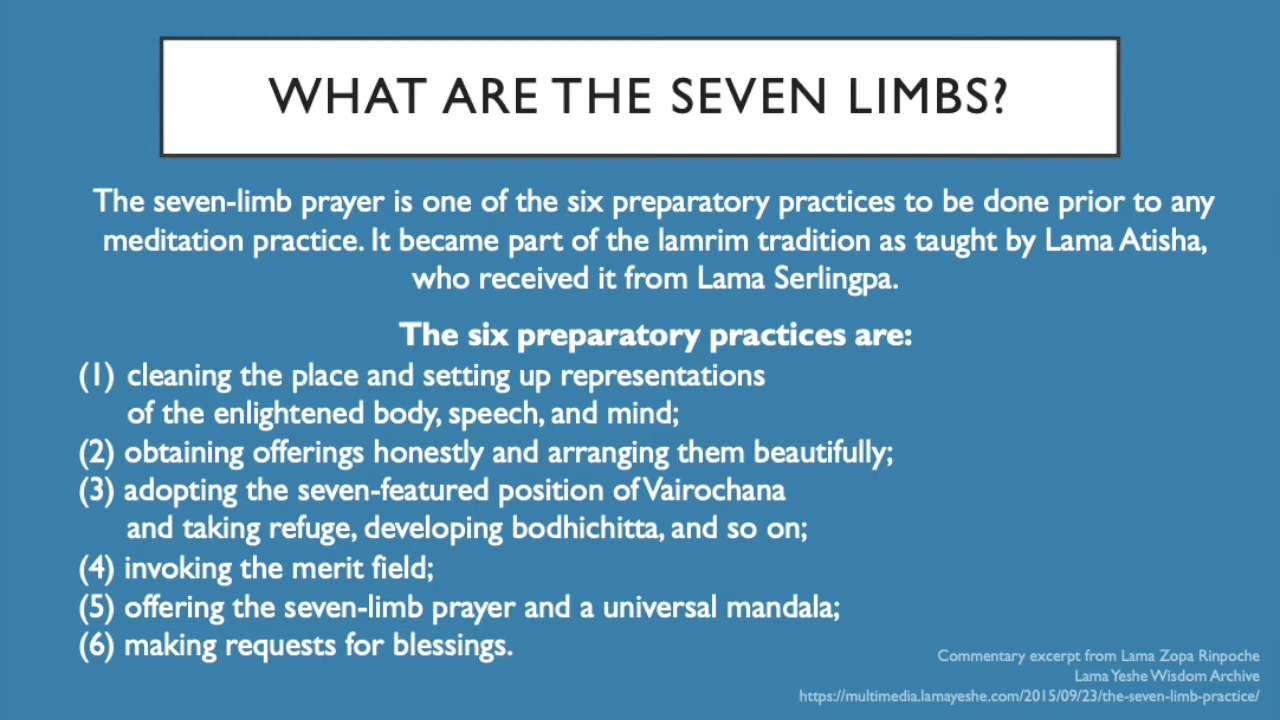 WHAT ARE THE SEVEN LIMBS?
The seven-limb prayer is one of the six preparatory practices to be done prior to any
meditation practice. It became part of the lamrim tradition as taught by Lama Atisha,
who received it from Lama Serlingpa.
The six preparatory practices are:
(1) cleaning the place and setting up representations
of the enlightened body, speech, and mind;
(2) obtaining offerings honestly and arranging them beautifully;
(3) adopting the seven-featured position of Vairochana
and taking refuge, developing bodhichitta, and so on;
(4) invoking the merit field;
(5) offering the seven-limb prayer and a universal mandala;
(6) making requests for blessings.
Commentary excerpt from Lama Zopa Rinpoche
Lama Yeshe Wisdom Archive
https://multimedia.lamayeshe.com/2015/09/23/the-seven-limb-practice/